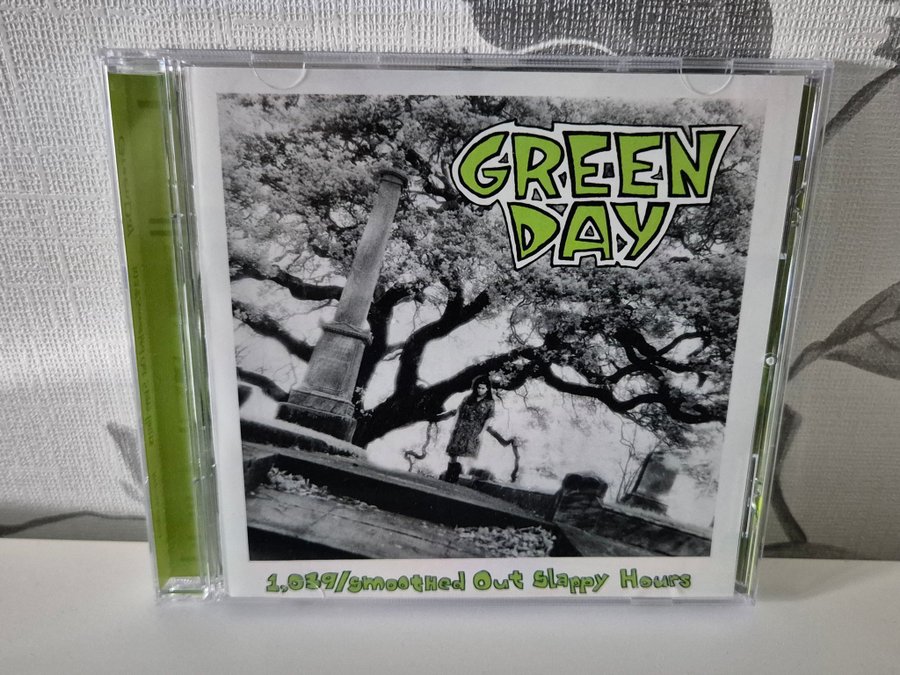 GREEN
DAY
1,039/Smoothed Out Slappy Hours